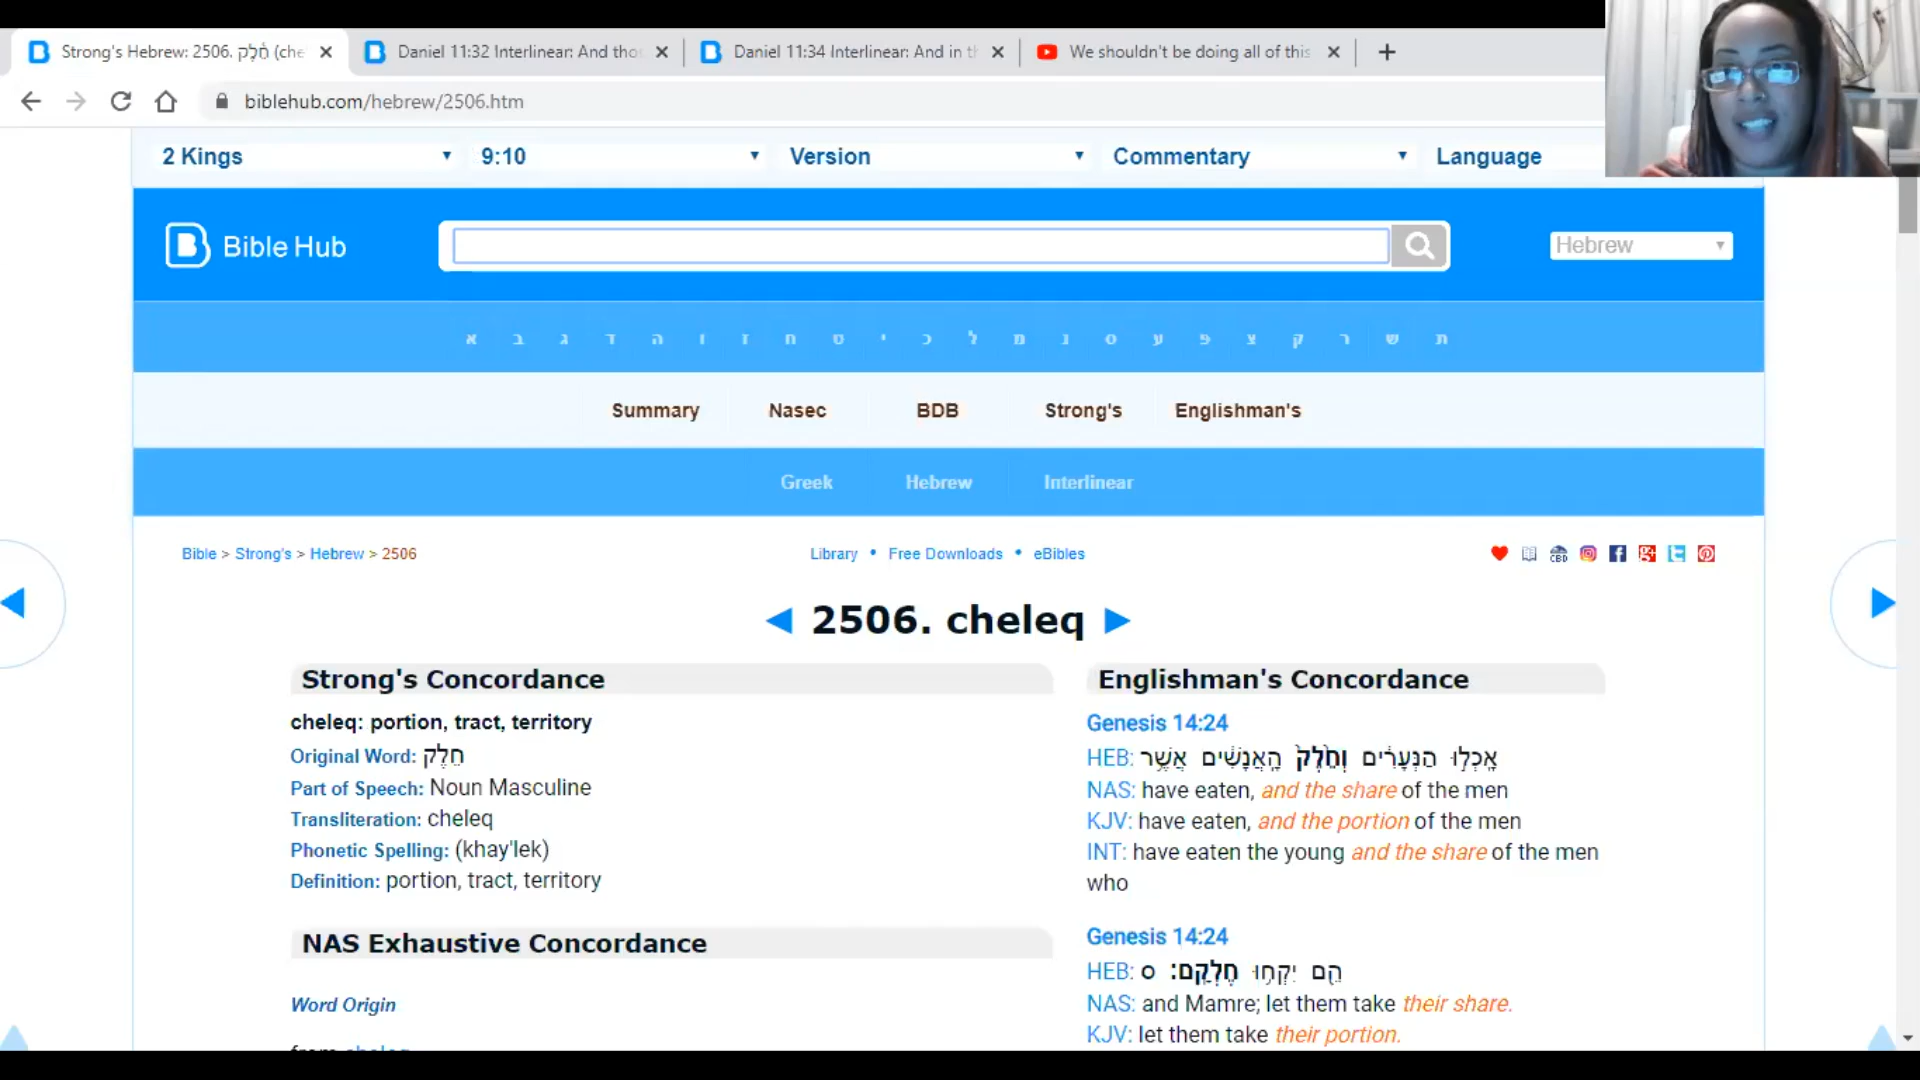 Strong's Hebrew: 2506. חֵ֫לֶק (che
Daniel 11:32 Interlinear: And tho
Daniel 11:34 Interlinear: And in t
We shouldn't be doing all of this
biblehub.com/hebrew/2506.htm
2 Kings 9:10 Version Commentary Language
Bible Hub
Hebrew
א ב ג ד ה ו ז ח ט י כ ל מ נ ס ע פ צ ק ר ש ת
Summary Nasec BDB Strong's Englishman's
Greek Hebrew Interlinear
Bible > Strong's > Hebrew > 2506
Library • Free Downloads • eBibles
CBD
◄ 2506. cheleq ►
Strong's Concordance
cheleq: portion, tract, territory
Original Word: חֵלֶק
Part of Speech: Noun Masculine
Transliteration: cheleq
Phonetic Spelling: (khay'lek)
Definition: portion, tract, territory
NAS Exhaustive Concordance
Word Origin
from cheleq
Englishman's Concordance
Genesis 14:24
HEB: אָֽכְל֣וּ הַנְּעָרִ֔ים וְחֵ֙לֶק֙ הָֽאֲנָשִׁ֔ים אֲשֶׁ֥ר
NAS: have eaten, and the share of the men
KJV: have eaten, and the portion of the men
INT: have eaten the young and the share of the men
who
Genesis 14:24
HEB: הֵ֖ם יִקְח֥וּ חֶלְקָֽם׃ ס
NAS: and Mamre; let them take their share.
KJV: let them take their portion.